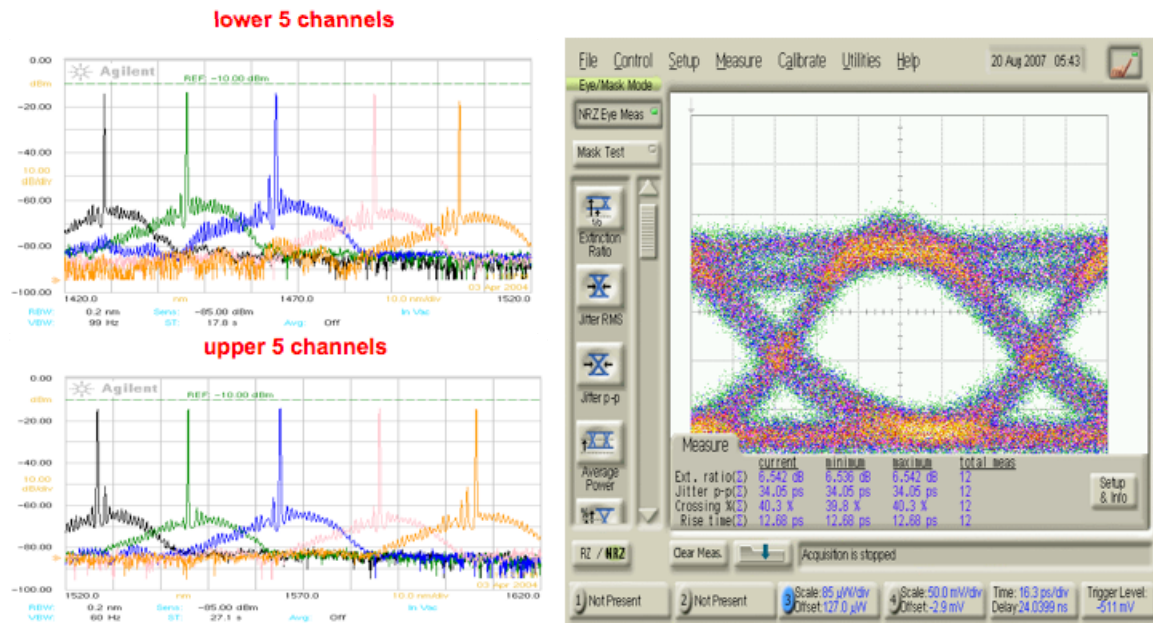 lower 5 channels
0.00
Agilent
REF: -10.00 dBm
dBm
-20.00
-40.00
10.00
dB/div
-60.00
-80.00
-100.00
03 Apr 2004
1420.0 nm 1470.0 10.0 nm/div 1520.0
RBW: 0.2 nm Sens: -85.00 dBm In Vac
VBW: 99 Hz ST: 17.8 s Avg: Off
upper 5 channels
0.00
Agilent
REF: -10.00 dBm
dBm
-20.00
-40.00
10.00
dB/div
-60.00
-80.00
-100.00
03 Apr 2004
1520.0 nm 1570.0 10.0 nm/div 1620.0
RBW: 0.2 nm Sens: -85.00 dBm In Vac
VBW: 60 Hz ST: 27.1 s Avg: Off
File Control Setup Measure Calibrate Utilities Help 20 Aug 2007 05:43
Eye/Mask Mode
NRZ Eye Meas
Mask Test
Extinction
Ratio
Jitter RMS
Jitter p-p
Average
Power
Measure
current minimum maximum total meas
Ext. ratio(Σ) 6.542 dB 6.536 dB 6.542 dB 12
Jitter p-p(Σ) 34.05 ps 34.05 ps 34.05 ps 12
Crossing %(Σ) 40.3 % 39.8 % 40.3 % 12
Rise time(Σ) 12.68 ps 12.68 ps 12.68 ps 12
Setup
& Info
RZ / NRZ
Clear Meas.
Acquisition is stopped
1 Not Present
2 Not Present
3 Scale: 85 µW/div
Offset: 127.0 µW
4 Scale: 50.0 mV/div
Offset: -2.9 mV
Time: 16.3 ps/div
Delay: 24.0399 ns
Trigger Level:
-511 mV